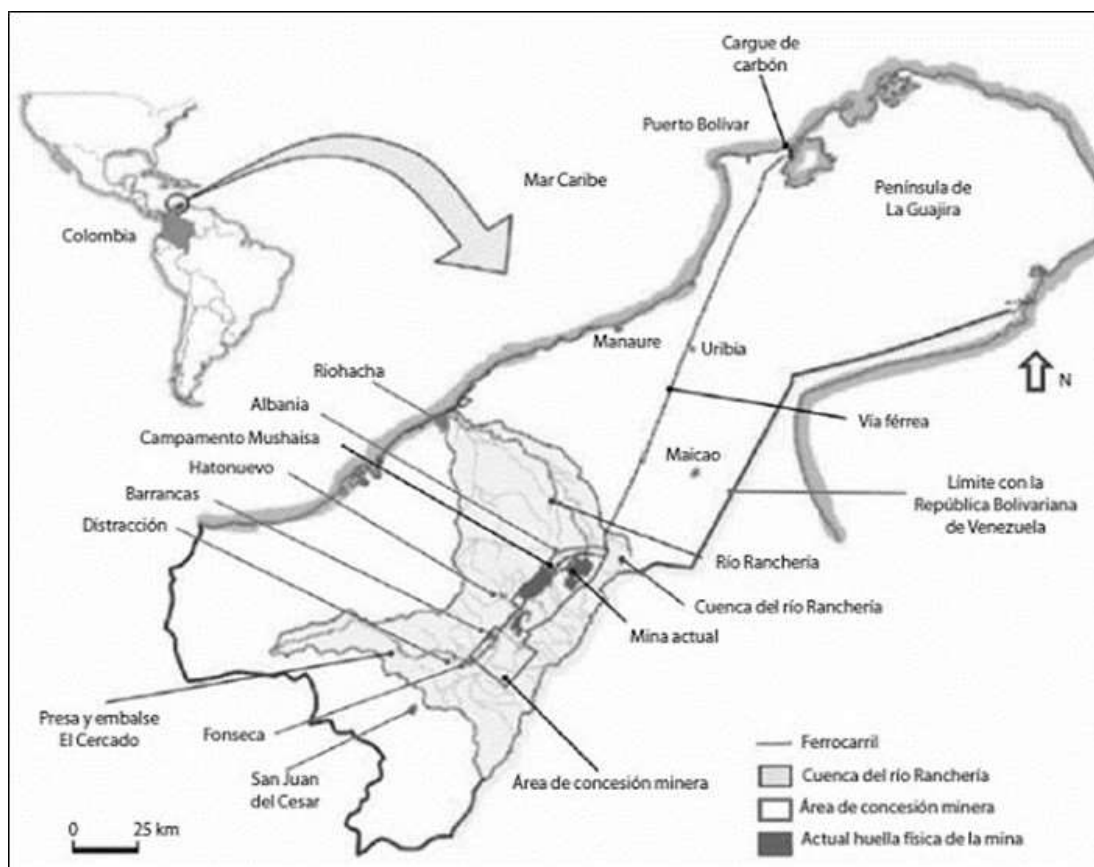 Cargue de
carbón
Puerto Bolívar
Mar Caribe
Península de
La Guajira
Colombia
Manaure
Uribia
N
Riohacha
Albania
Vía férrea
Campamento Mushaisa
Maicao
Hatonuevo
Límite con la
República Bolivariana
de Venezuela
Barrancas
Distracción
Río Ranchería
Cuenca del río Ranchería
Mina actual
Presa y embalse
El Cercado
Fonseca
San Juan
del Cesar
Área de concesión minera
Ferrocarril
Cuenca del río Ranchería
Área de concesión minera
Actual huella física de la mina
0 25 km